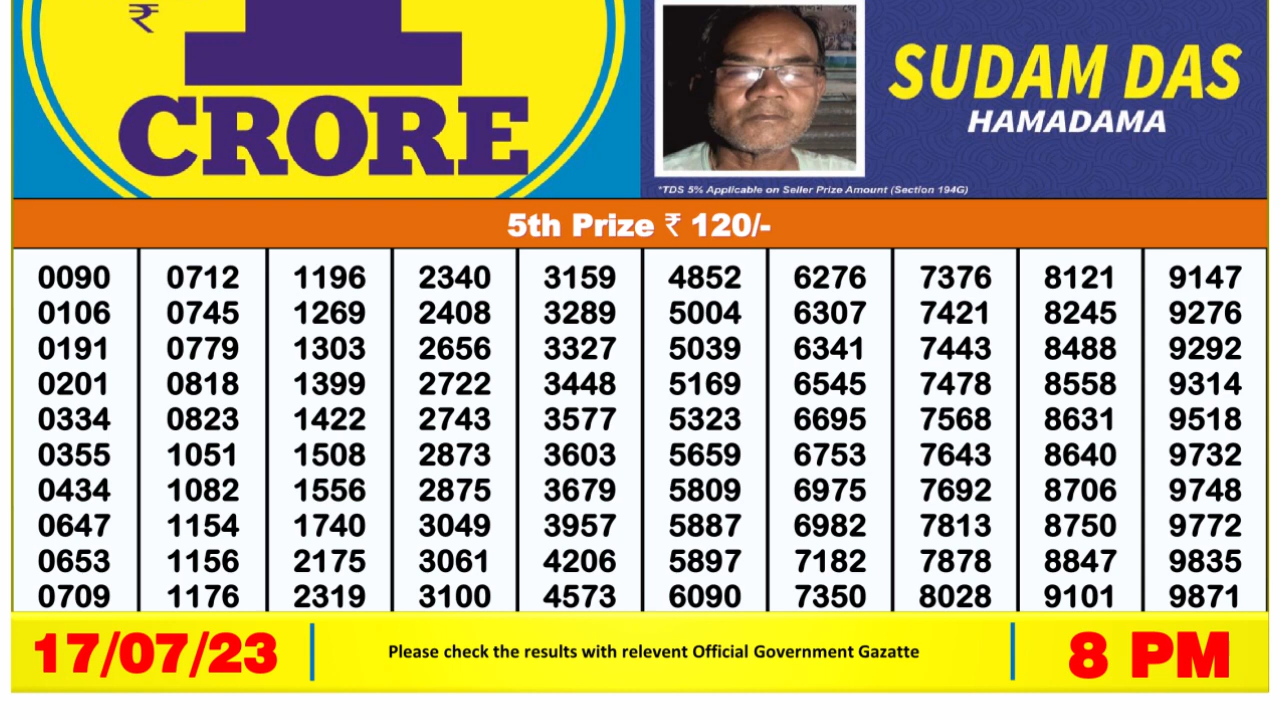 ₹
1
CRORE
SUDAM DAS
HAMADAMA
*TDS 5% Applicable on Seller Prize Amount (Section 194G)
5th Prize ₹ 120/-
0090 0712 1196 2340 3159 4852 6276 7376 8121 9147
0106 0745 1269 2408 3289 5004 6307 7421 8245 9276
0191 0779 1303 2656 3327 5039 6341 7443 8488 9292
0201 0818 1399 2722 3448 5169 6545 7478 8558 9314
0334 0823 1422 2743 3577 5323 6695 7568 8631 9518
0355 1051 1508 2873 3603 5659 6753 7643 8640 9732
0434 1082 1556 2875 3679 5809 6975 7692 8706 9748
0647 1154 1740 3049 3957 5887 6982 7813 8750 9772
0653 1156 2175 3061 4206 5897 7182 7878 8847 9835
0709 1176 2319 3100 4573 6090 7350 8028 9101 9871
17/07/23
Please check the results with relevent Official Government Gazatte
8 PM